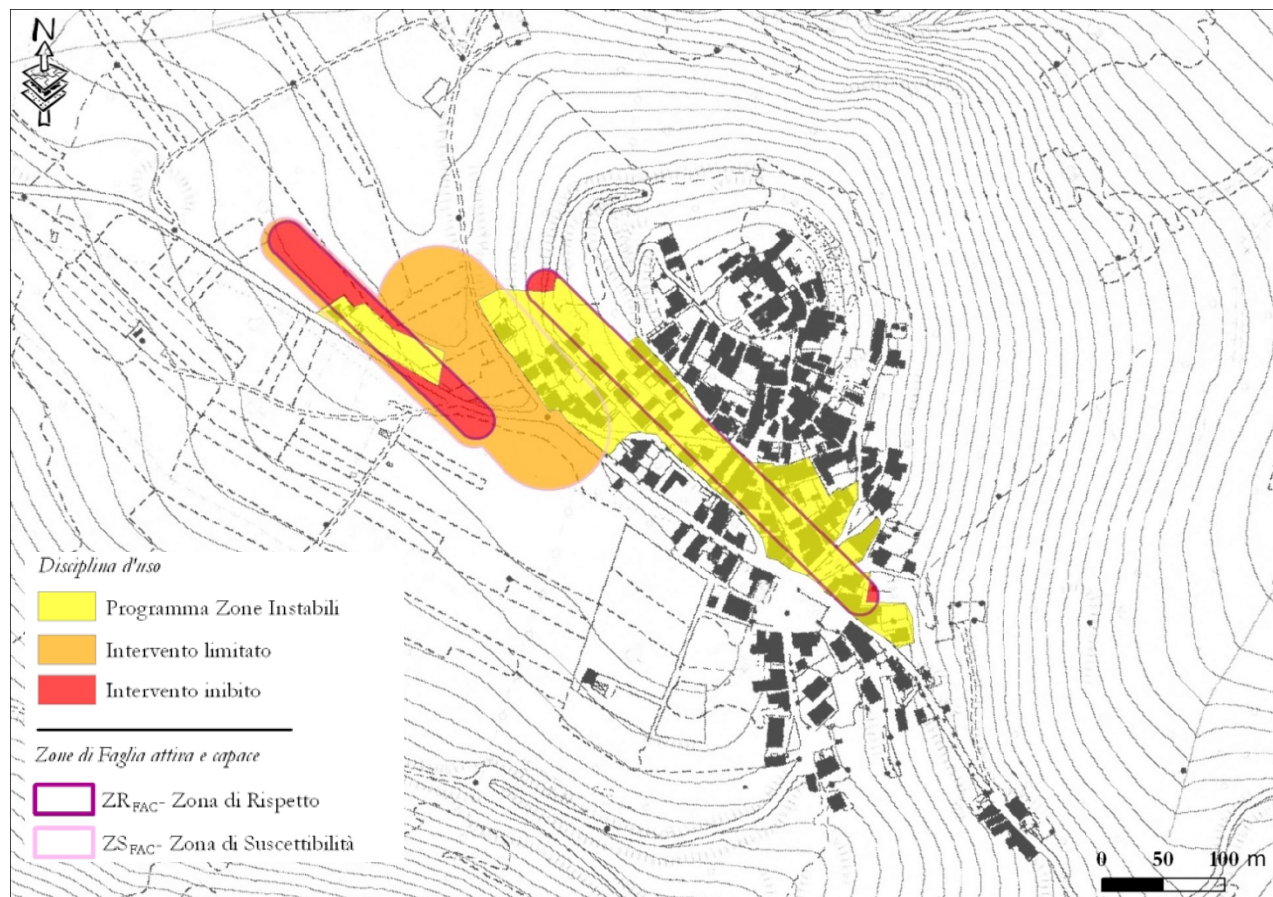 N
Disciplina d'uso
Programma Zone Instabili
Intervento limitato
Intervento inibito
Zone di Faglia attiva e capace
ZRFAC- Zona di Rispetto
ZSFAC- Zona di Suscettibilità
0 50 100 m